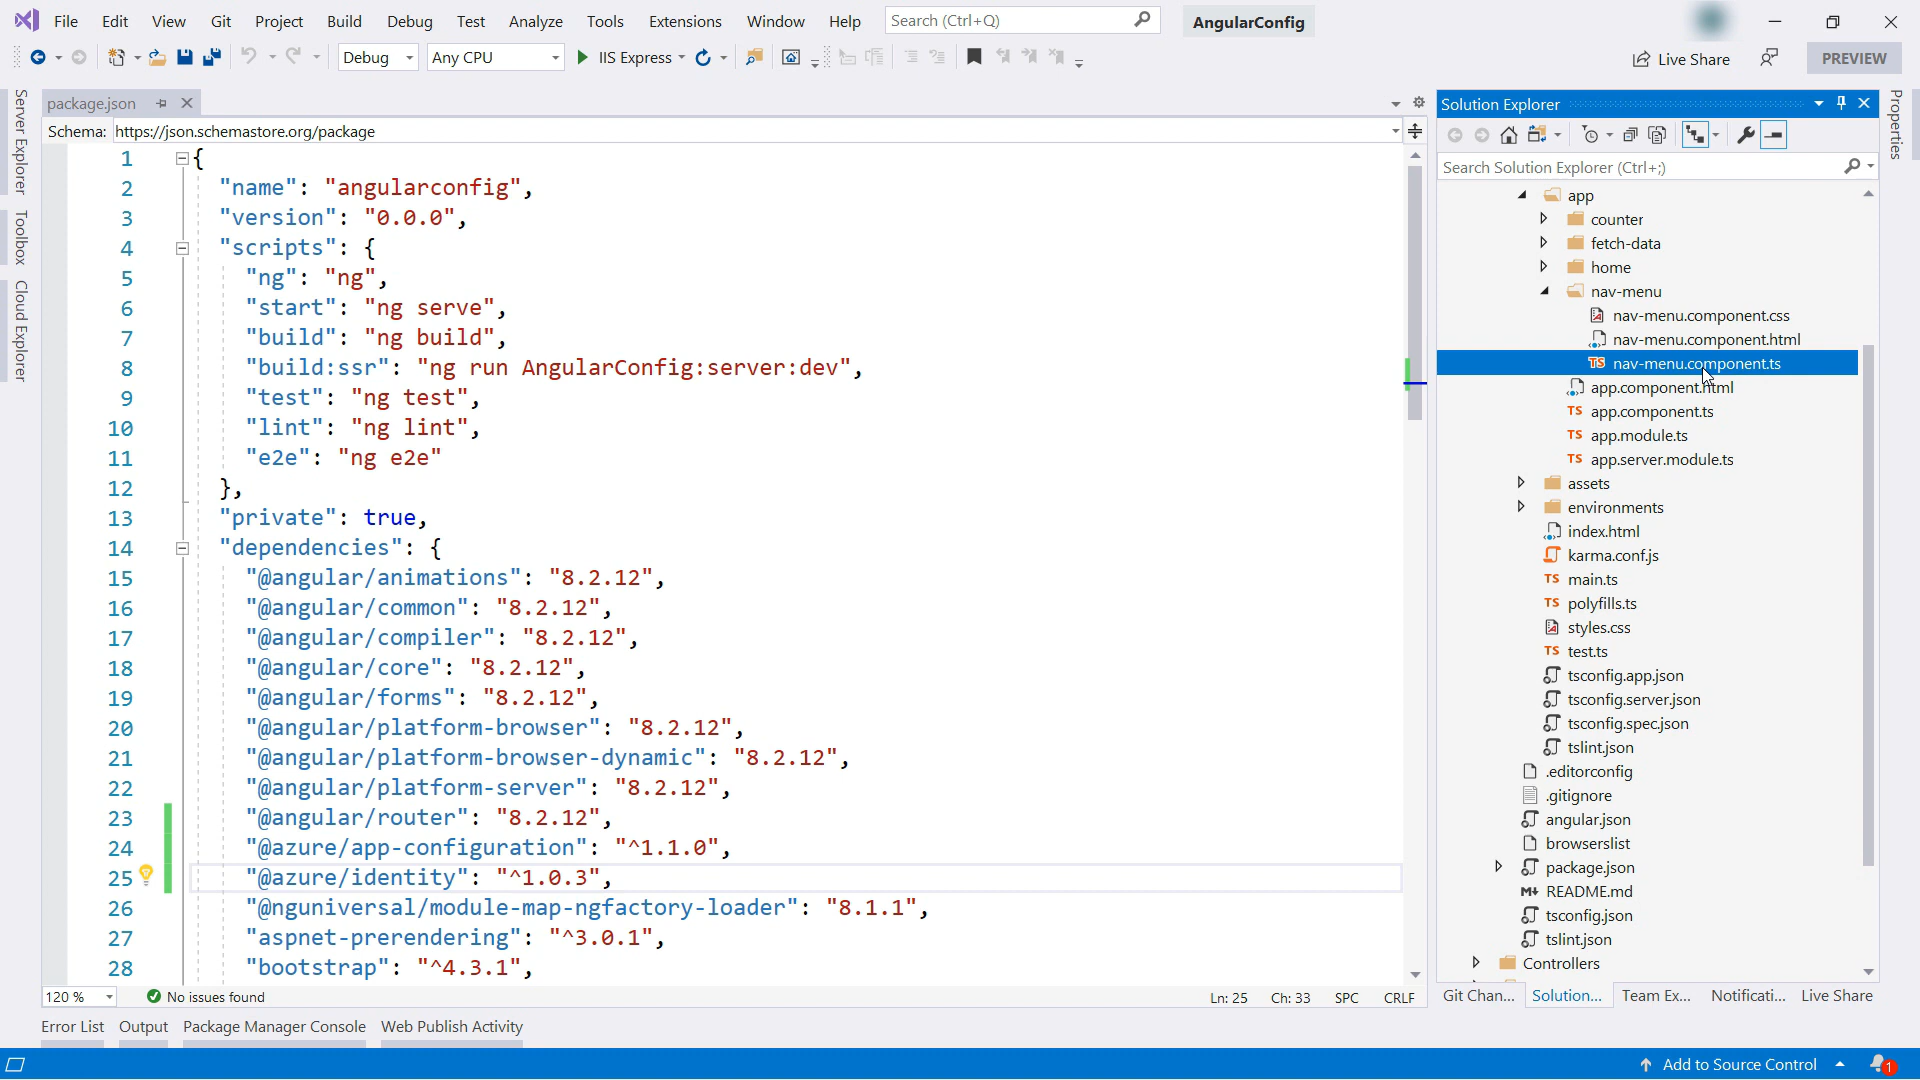 File Edit View Git Project Build Debug Test Analyze Tools Extensions Window Help Search (Ctrl+Q) AngularConfig
Debug Any CPU IIS Express Live Share PREVIEW
Server Explorer
Toolbox
Cloud Explorer
package.json
Schema: https://json.schemastore.org/package
1 {
2 "name": "angularconfig",
3 "version": "0.0.0",
4 "scripts": {
5 "ng": "ng",
6 "start": "ng serve",
7 "build": "ng build",
8 "build:ssr": "ng run AngularConfig:server:dev",
9 "test": "ng test",
10 "lint": "ng lint",
11 "e2e": "ng e2e"
12 },
13 "private": true,
14 "dependencies": {
15 "@angular/animations": "8.2.12",
16 "@angular/common": "8.2.12",
17 "@angular/compiler": "8.2.12",
18 "@angular/core": "8.2.12",
19 "@angular/forms": "8.2.12",
20 "@angular/platform-browser": "8.2.12",
21 "@angular/platform-browser-dynamic": "8.2.12",
22 "@angular/platform-server": "8.2.12",
23 "@angular/router": "8.2.12",
24 "@azure/app-configuration": "^1.1.0",
25 "@azure/identity": "^1.0.3",
26 "@nguniversal/module-map-ngfactory-loader": "8.1.1",
27 "aspnet-prerendering": "^3.0.1",
28 "bootstrap": "^4.3.1",
120 % No issues found Ln: 25 Ch: 33 SPC CRLF
Solution Explorer
Search Solution Explorer (Ctrl+;)
app
counter
fetch-data
home
nav-menu
nav-menu.component.css
nav-menu.component.html
TS nav-menu.component.ts
app.component.html
TS app.component.ts
TS app.module.ts
TS app.server.module.ts
assets
environments
index.html
karma.conf.js
TS main.ts
TS polyfills.ts
styles.css
TS test.ts
tsconfig.app.json
tsconfig.server.json
tsconfig.spec.json
tslint.json
.editorconfig
.gitignore
angular.json
browserslist
package.json
M README.md
tsconfig.json
tslint.json
Controllers
Git Chan... Solution... Team Ex... Notificati... Live Share
Properties
Error List Output Package Manager Console Web Publish Activity
Add to Source Control 1